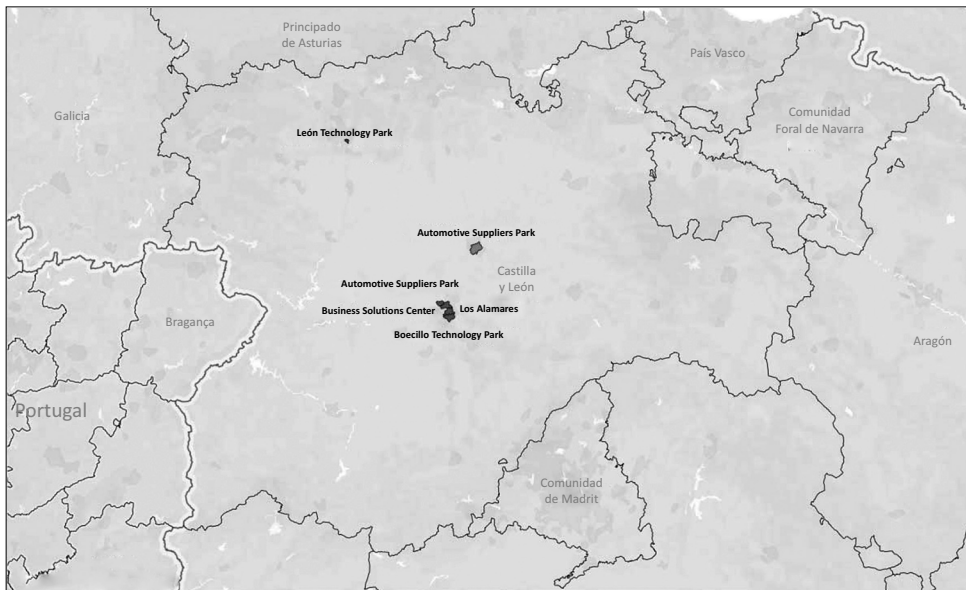 Principado
de Asturias
País Vasco
Galicia
Comunidad
Foral de Navarra
León Technology Park
Automotive Suppliers Park
Castilla
y León
Automotive Suppliers Park
Business Solutions Center
Los Alamares
Bragança
Boecillo Technology Park
Aragón
Portugal
Comunidad
de Madrit